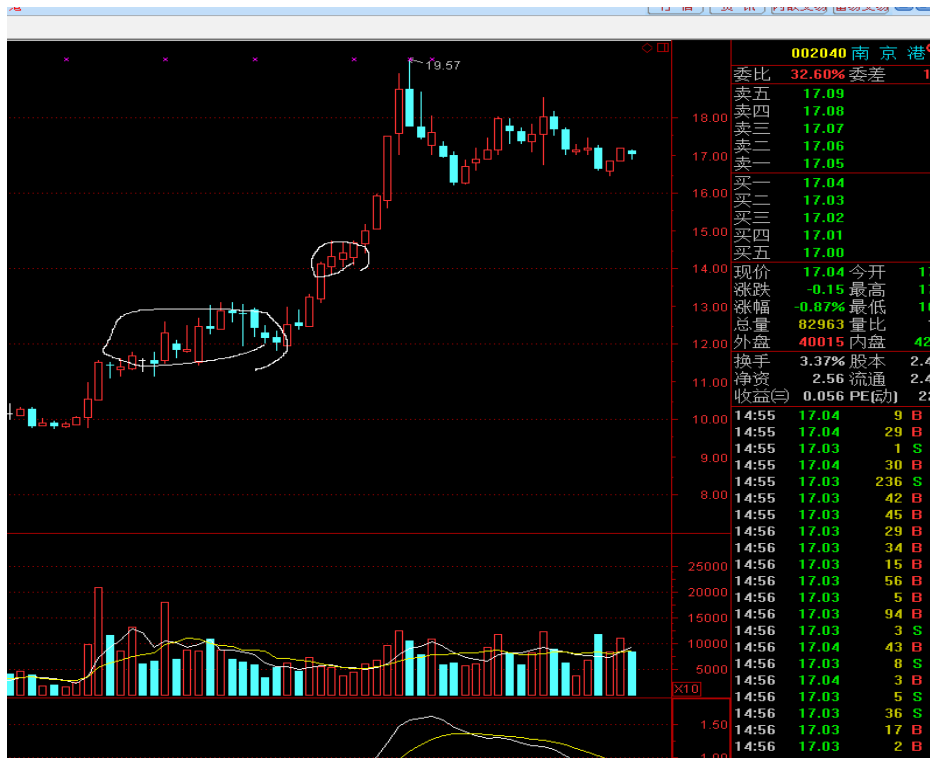 19.57
18.00
17.00
16.00
15.00
14.00
13.00
12.00
11.00
10.00
9.00
8.00
25000
20000
15000
10000
5000
X10
1.50
1.00
002040 南京港
委比 32.60% 委差 1
卖五 17.09
卖四 17.08
卖三 17.07
卖二 17.06
卖一 17.05
买一 17.04
买二 17.03
买三 17.02
买四 17.01
买五 17.00
现价 17.04 今开
涨跌 -0.15 最高
涨幅 -0.87% 最低
总量 82963 量比
外盘 40015 内盘 42
换手 3.37% 股本 2.4
净资 2.56 流通 2.4
收益(三) 0.056 PE(动)
14:55 17.04 9 B
14:55 17.04 29 B
14:55 17.03 1 S
14:55 17.04 30 B
14:55 17.03 236 S
14:55 17.03 42 B
14:55 17.03 45 B
14:56 17.03 29 B
14:56 17.03 34 B
14:56 17.03 15 B
14:56 17.03 56 B
14:56 17.03 5 B
14:56 17.03 94 B
14:56 17.03 3 S
14:56 17.04 43 B
14:56 17.03 8 S
14:56 17.04 3 B
14:56 17.03 5 S
14:56 17.03 36 S
14:56 17.03 17 B
14:56 17.03 2 B